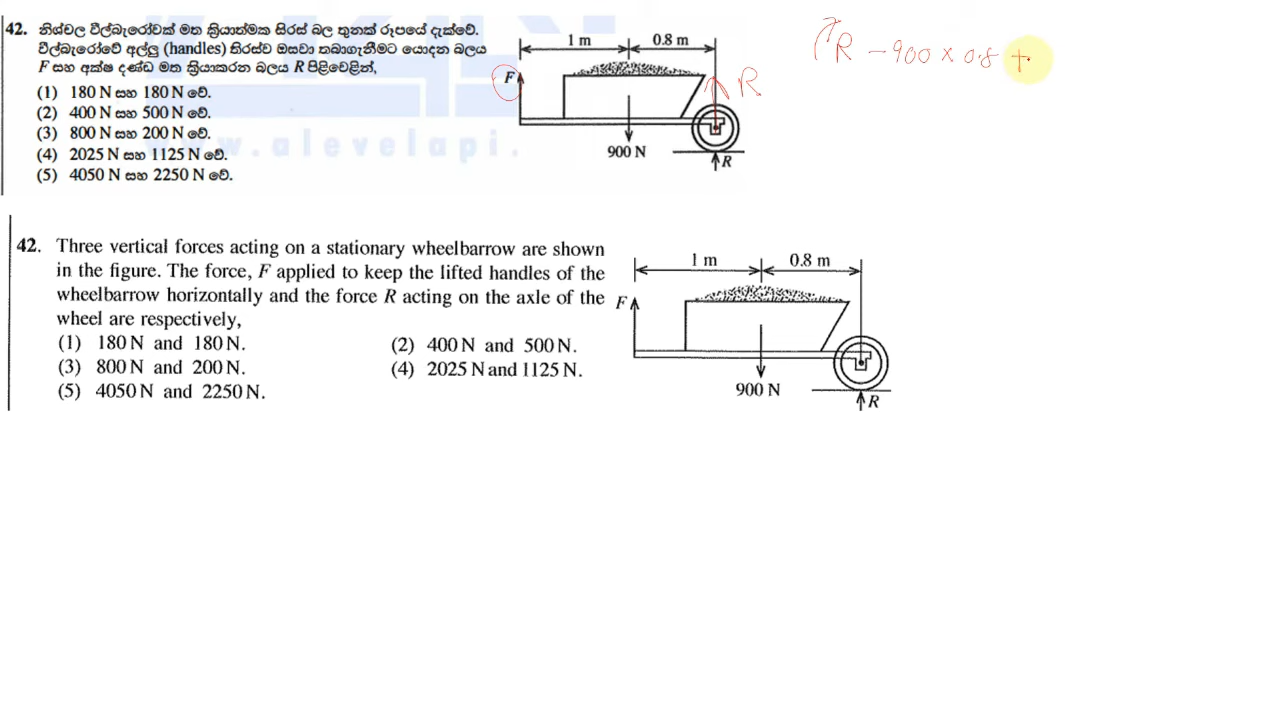 42. නිශ්චල වීල්බැරෝවක් මත ක්‍රියාත්මක සිරස් බල තුනක් රූපයේ දැක්වේ.
වීල්බැරෝවේ අල්ලු (handles) තිරස්ව ඔසවා තබාගැනීමට යොදන බලය
F සහ අක්ෂ දණ්ඩ මත ක්‍රියාකරන බලය R පිළිවෙළින්,
(1) 180 N සහ 180 N වේ.
(2) 400 N සහ 500 N වේ.
(3) 800 N සහ 200 N වේ.
(4) 2025 N සහ 1125 N වේ.
(5) 4050 N සහ 2250 N වේ.
1 m 0.8 m
F
R
900 N
R
R - 900 × 0.8 +
w.alevelapi.
42. Three vertical forces acting on a stationary wheelbarrow are shown
in the figure. The force, F applied to keep the lifted handles of the
wheelbarrow horizontally and the force R acting on the axle of the
wheel are respectively,
(1) 180 N and 180 N. (2) 400 N and 500 N.
(3) 800 N and 200 N. (4) 2025 N and 1125 N.
(5) 4050 N and 2250 N.
1 m 0.8 m
F
900 N
R